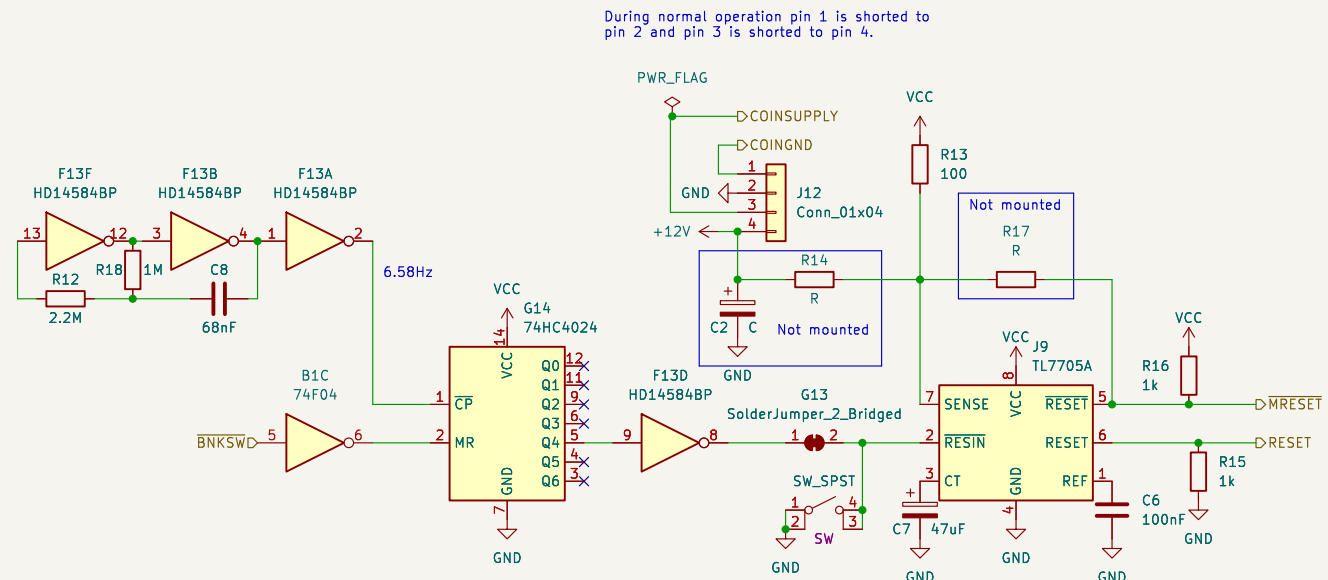 During normal operation pin 1 is shorted to
pin 2 and pin 3 is shorted to pin 4.
PWR_FLAG
COINSUPPLY
COINGND
1
2
3
4
GND
+12V
J12
Conn_01x04
VCC
R13
100
Not mounted
R17
R
R14
R
C2
+
C
Not mounted
GND
F13F
HD14584BP
13
12
F13B
HD14584BP
3
4
F13A
HD14584BP
1
2
R18
1M
R12
2.2M
C8
68nF
6.58Hz
VCC
G14
74HC4024
14
VCC
1
CP
2
MR
Q0
12
Q1
11
Q2
9
Q3
6
Q4
5
Q5
4
Q6
3
GND
7
GND
B1C
74F04
BNKSW
5
6
F13D
HD14584BP
9
8
G13
SolderJumper_2_Bridged
1
2
SW_SPST
1
2
4
3
SW
GND
VCC
J9
TL7705A
8
VCC
7
SENSE
2
RESIN
3
CT
RESET
5
RESET
6
REF
1
GND
4
GND
+
C7
47uF
GND
C6
100nF
GND
VCC
R16
1k
MRESET
RESET
R15
1k
GND